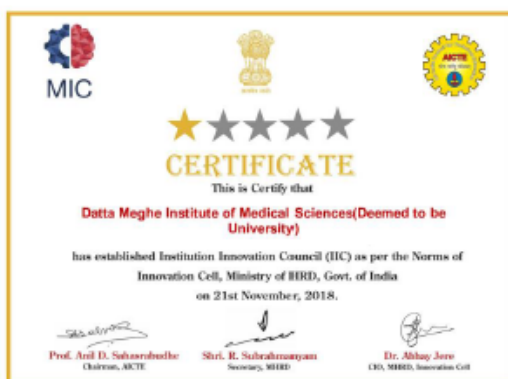 MIC
AICTE
CERTIFICATE
This is Certify that
Datta Meghe Institute of Medical Sciences(Deemed to be
University)
has established Institution Innovation Council (IIC) as per the Norms of
Innovation Cell, Ministry of HRD, Govt. of India
on 21st November, 2018.
Prof. Anil D. Sahasrabudhe
Chairman, AICTE
Shri. R. Subrahmanyam
Secretary, MHRD
Dr. Abhay Jere
CIO, MHRD, Innovation Cell